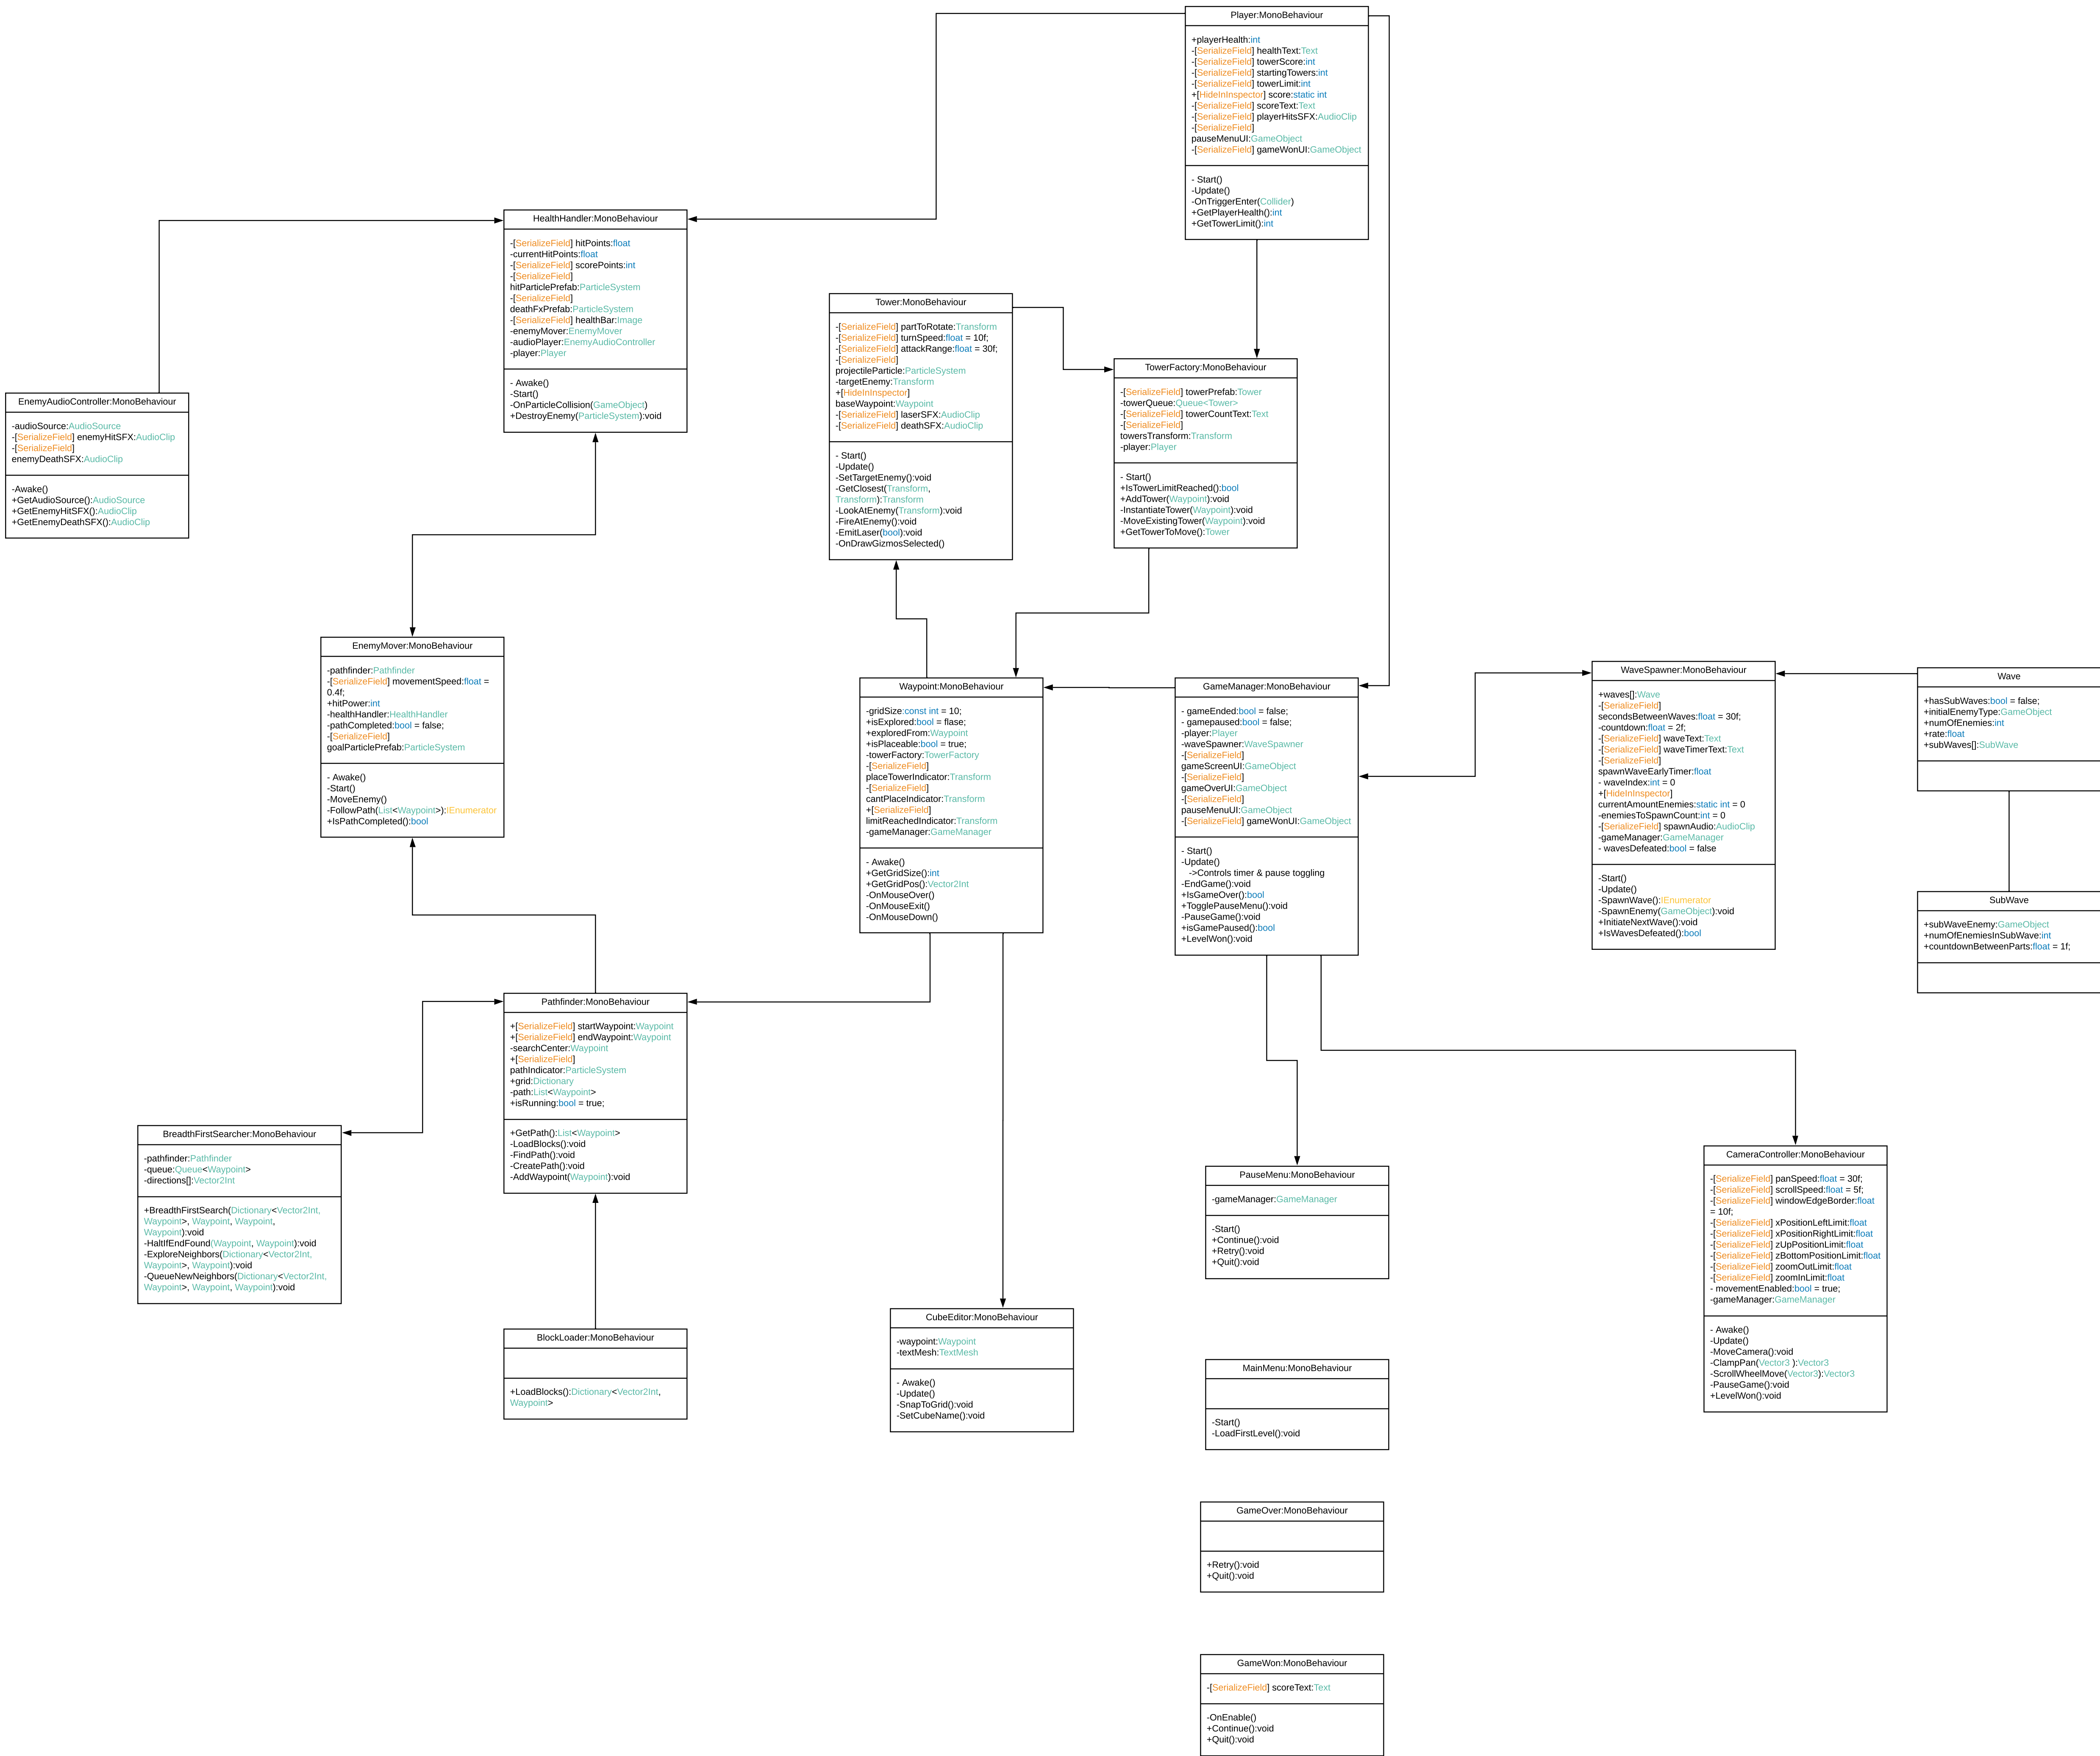 Player:MonoBehaviour
+playerHealth:int
-[SerializeField] healthText:Text
-[SerializeField] towerScore:int
-[SerializeField] startingTowers:int
-[SerializeField] towerLimit:int
+[HideInInspector] score:static int
-[SerializeField] scoreText:Text
-[SerializeField] playerHitsSFX:AudioClip
-[SerializeField]
pauseMenuUI:GameObject
-[SerializeField] gameWonUI:GameObject
- Start()
-Update()
-OnTriggerEnter(Collider)
+GetPlayerHealth():int
+GetTowerLimit():int
HealthHandler:MonoBehaviour
-[SerializeField] hitPoints:float
-currentHitPoints:float
-[SerializeField] scorePoints:int
-[SerializeField]
hitParticlePrefab:ParticleSystem
-[SerializeField]
deathFxPrefab:ParticleSystem
-[SerializeField] healthBar:Image
-enemyMover:EnemyMover
-audioPlayer:EnemyAudioController
-player:Player
- Awake()
-Start()
-OnParticleCollision(GameObject)
+DestroyEnemy(ParticleSystem):void
Tower:MonoBehaviour
-[SerializeField] partToRotate:Transform
-[SerializeField] turnSpeed:float = 10f;
-[SerializeField] attackRange:float = 30f;
-[SerializeField]
projectileParticle:ParticleSystem
-targetEnemy:Transform
+[HideInInspector]
baseWaypoint:Waypoint
-[SerializeField] laserSFX:AudioClip
-[SerializeField] deathSFX:AudioClip
- Start()
-Update()
-SetTargetEnemy():void
-GetClosest(Transform,
Transform):Transform
-LookAtEnemy(Transform):void
-FireAtEnemy():void
-EmitLaser(bool):void
-OnDrawGizmosSelected()
TowerFactory:MonoBehaviour
-[SerializeField] towerPrefab:Tower
-towerQueue:Queue<Tower>
-[SerializeField] towerCountText:Text
-[SerializeField]
towersTransform:Transform
-player:Player
- Start()
+IsTowerLimitReached():bool
+AddTower(Waypoint):void
-InstantiateTower(Waypoint):void
-MoveExistingTower(Waypoint):void
+GetTowerToMove():Tower
EnemyAudioController:MonoBehaviour
-audioSource:AudioSource
-[SerializeField] enemyHitSFX:AudioClip
-[SerializeField]
enemyDeathSFX:AudioClip
-Awake()
+GetAudioSource():AudioSource
+GetEnemyHitSFX():AudioClip
+GetEnemyDeathSFX():AudioClip
EnemyMover:MonoBehaviour
-pathfinder:Pathfinder
-[SerializeField] movementSpeed:float =
0.4f;
+hitPower:int
-healthHandler:HealthHandler
-pathCompleted:bool = false;
-[SerializeField]
goalParticlePrefab:ParticleSystem
- Awake()
-Start()
-MoveEnemy()
-FollowPath(List<Waypoint>):IEnumerator
+IsPathCompleted():bool
Waypoint:MonoBehaviour
-gridSize:const int = 10;
+isExplored:bool = flase;
+exploredFrom:Waypoint
+isPlaceable:bool = true;
-towerFactory:TowerFactory
-[SerializeField]
placeTowerIndicator:Transform
-[SerializeField]
cantPlaceIndicator:Transform
+[SerializeField]
limitReachedIndicator:Transform
-gameManager:GameManager
- Awake()
+GetGridSize():int
+GetGridPos():Vector2Int
-OnMouseOver()
-OnMouseExit()
-OnMouseDown()
GameManager:MonoBehaviour
- gameEnded:bool = false;
- gamepaused:bool = false;
-player:Player
-waveSpawner:WaveSpawner
-[SerializeField]
gameScreenUI:GameObject
-[SerializeField]
gameOverUI:GameObject
-[SerializeField]
pauseMenuUI:GameObject
-[SerializeField] gameWonUI:GameObject
- Start()
-Update()
->Controls timer & pause toggling
-EndGame():void
+IsGameOver():bool
+TogglePauseMenu():void
-PauseGame():void
+isGamePaused():bool
+LevelWon():void
WaveSpawner:MonoBehaviour
+waves[]:Wave
-[SerializeField]
secondsBetweenWaves:float = 30f;
-countdown:float = 2f;
-[SerializeField] waveText:Text
-[SerializeField] waveTimerText:Text
-[SerializeField]
spawnWaveEarlyTimer:float
- waveIndex:int = 0
+[HideInInspector]
currentAmountEnemies:static int = 0
-enemiesToSpawnCount:int = 0
-[SerializeField] spawnAudio:AudioClip
-gameManager:GameManager
- wavesDefeated:bool = false
-Start()
-Update()
-SpawnWave():IEnumerator
-SpawnEnemy(GameObject):void
+InitiateNextWave():void
+IsWavesDefeated():bool
Wave
+hasSubWaves:bool = false;
+initialEnemyType:GameObject
+numOfEnemies:int
+rate:float
+subWaves[]:SubWave
SubWave
+subWaveEnemy:GameObject
+numOfEnemiesInSubWave:int
+countdownBetweenParts:float = 1f;
Pathfinder:MonoBehaviour
+[SerializeField] startWaypoint:Waypoint
+[SerializeField] endWaypoint:Waypoint
-searchCenter:Waypoint
+[SerializeField]
pathIndicator:ParticleSystem
+grid:Dictionary
-path:List<Waypoint>
+isRunning:bool = true;
+GetPath():List<Waypoint>
-LoadBlocks():void
-FindPath():void
-CreatePath():void
-AddWaypoint(Waypoint):void
BreadthFirstSearcher:MonoBehaviour
-pathfinder:Pathfinder
-queue:Queue<Waypoint>
-directions[]:Vector2Int
+BreadthFirstSearch(Dictionary<Vector2Int,
Waypoint>, Waypoint, Waypoint,
Waypoint):void
-HaltIfEndFound(Waypoint, Waypoint):void
-ExploreNeighbors(Dictionary<Vector2Int,
Waypoint>, Waypoint):void
-QueueNewNeighbors(Dictionary<Vector2Int,
Waypoint>, Waypoint, Waypoint):void
BlockLoader:MonoBehaviour
+LoadBlocks():Dictionary<Vector2Int,
Waypoint>
CubeEditor:MonoBehaviour
-waypoint:Waypoint
-textMesh:TextMesh
- Awake()
-Update()
-SnapToGrid():void
-SetCubeName():void
PauseMenu:MonoBehaviour
-gameManager:GameManager
-Start()
+Continue():void
+Retry():void
+Quit():void
CameraController:MonoBehaviour
-[SerializeField] panSpeed:float = 30f;
-[SerializeField] scrollSpeed:float = 5f;
-[SerializeField] windowEdgeBorder:float
= 10f;
-[SerializeField] xPositionLeftLimit:float
-[SerializeField] xPositionRightLimit:float
-[SerializeField] zUpPositionLimit:float
-[SerializeField] zBottomPositionLimit:float
-[SerializeField] zoomOutLimit:float
-[SerializeField] zoomInLimit:float
- movementEnabled:bool = true;
-gameManager:GameManager
- Awake()
-Update()
-MoveCamera():void
-ClampPan(Vector3 ):Vector3
-ScrollWheelMove(Vector3):Vector3
-PauseGame():void
+LevelWon():void
MainMenu:MonoBehaviour
-Start()
-LoadFirstLevel():void
GameOver:MonoBehaviour
+Retry():void
+Quit():void
GameWon:MonoBehaviour
-[SerializeField] scoreText:Text
-OnEnable()
+Continue():void
+Quit():void